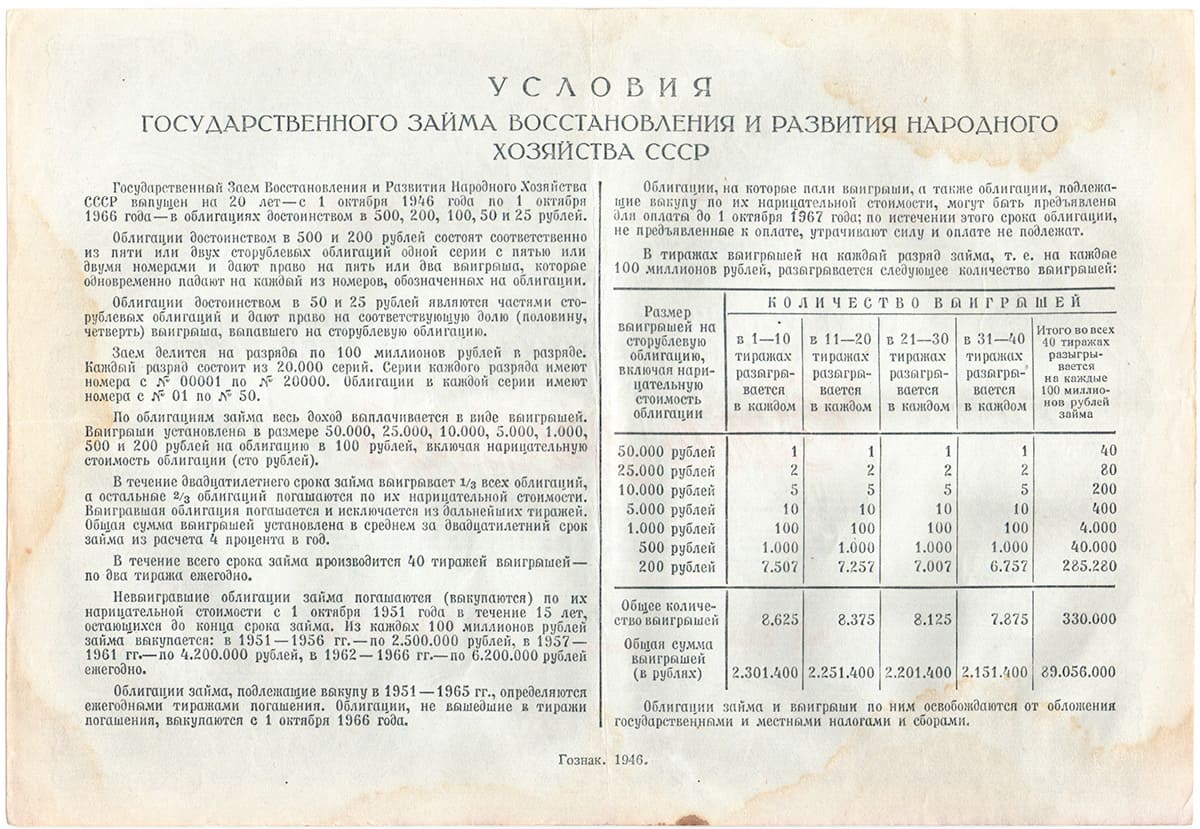 УСЛОВИЯ
ГОСУДАРСТВЕННОГО ЗАЙМА ВОССТАНОВЛЕНИЯ И РАЗВИТИЯ НАРОДНОГО
ХОЗЯЙСТВА СССР
Государственный Заем Восстановления и Развития Народного Хозяйства
СССР выпущен на 20 лет—с 1 октября 1946 года по 1 октября
1966 года—в облигациях достоинством в 500, 200, 100, 50 и 25 рублей.
Облигации достоинством в 500 и 200 рублей состоят соответственно
из пяти или двух сторублевых облигаций одной серии с пятью или
двумя номерами и дают право на пять или два выигрыша, которые
одновременно падают на каждый из номеров, обозначенных на облигации.
Облигации достоинством в 50 и 25 рублей являются частями сто-
рублевых облигаций и дают право на соответствующую долю (половину,
четверть) выигрыша, выпавшего на сторублевую облигацию.
Заем делится на разряды по 100 миллионов рублей в разряде.
Каждый разряд состоит из 20.000 серий. Серии каждого разряда имеют
номера с № 00001 по № 20000. Облигации в каждой серии имеют
номера с № 01 по № 50.
По облигациям займа весь доход выплачивается в виде выигрышей.
Выигрыши установлены в размере 50.000, 25.000, 10.000, 5.000, 1.000,
500 и 200 рублей на облигацию в 100 рублей, включая нарицательную
стоимость облигации (сто рублей).
В течение двадцатилетнего срока займа выигрывает 1/3 всех облигаций,
а остальные 2/3 облигаций погашаются по их нарицательной стоимости.
Выигравшая облигация погашается и исключается из дальнейших тиражей.
Общая сумма выигрышей установлена в среднем за двадцатилетний срок
займа из расчета 4 процента в год.
В течение всего срока займа производится 40 тиражей выигрышей—
по два тиража ежегодно.
Невыигравшие облигации займа погашаются (выкупаются) по их
нарицательной стоимости с 1 октября 1951 года в течение 15 лет,
остающихся до конца срока займа. Из каждых 100 миллионов рублей
займа выкупается: в 1951—1956 гг.—по 2.500.000 рублей, в 1957—
1961 гг.—по 4.200.000 рублей, в 1962—1966 гг.—по 6.200.000 рублей
ежегодно.
Облигации займа, подлежащие выкупу в 1951—1965 гг., определяются
ежегодными тиражами погашения. Облигации, не вышедшие в тиражи
погашения, выкупаются с 1 октября 1966 года.
Облигации, на которые пали выигрыши, а также облигации, подлежа-
щие выкупу по их нарицательной стоимости, могут быть предъявлены
для оплаты до 1 октября 1967 года; по истечении этого срока облигации,
не предъявленные к оплате, утрачивают силу и оплате не подлежат.
В тиражах выигрышей на каждый разряд займа, т. е. на каждые
100 миллионов рублей, разыгрывается следующее количество выигрышей:
Размер
выигрышей на
сторублевую
облигацию,
включая нари-
цательную
стоимость
облигации
КОЛИЧЕСТВО ВЫИГРЫШЕЙ
в 1—10
тиражах
разыгры-
вается
в каждом
в 11—20
тиражах
разыгры-
вается
в каждом
в 21—30
тиражах
разыгры-
вается
в каждом
в 31—40
тиражах
разыгры-
вается
в каждом
Итого во всех
40 тиражах
разыгры-
вается
на каждые
100 миллио-
нов рублей
займа
50.000 рублей 1 1 1 1 40
25.000 рублей 2 2 2 2 80
10.000 рублей 5 5 5 5 200
5.000 рублей 10 10 10 10 400
1.000 рублей 100 100 100 100 4.000
500 рублей 1.000 1.000 1.000 1.000 40.000
200 рублей 7.507 7.257 7.007 6.757 285.280
Общее количе-
ство выигрышей 8.625 8.375 8.125 7.875 330.000
Общая сумма
выигрышей
(в рублях) 2.301.400 2.251.400 2.201.400 2.151.400 89.056.000
Облигации займа и выигрыши по ним освобождаются от обложения
государственными и местными налогами и сборами.
Гознак. 1946.